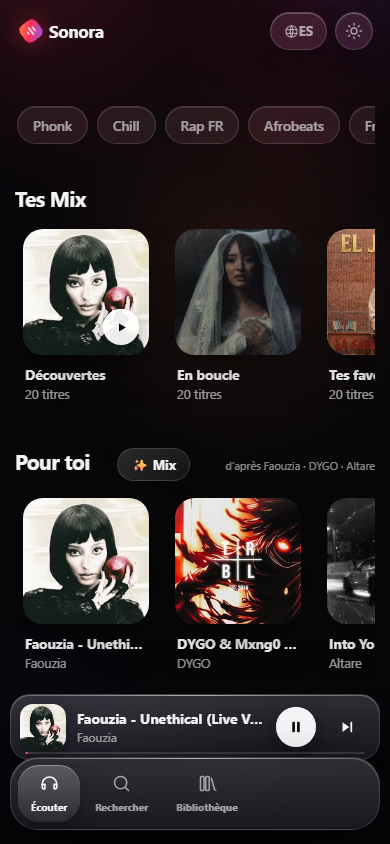 Sonora
ES
Phonk
Chill
Rap FR
Afrobeats
Tes Mix
EL
Découvertes
En boucle
Tes favo
20 titres
20 titres
20 titres
Pour toi
✨ Mix
d'après Faouzia · DYGO · Altare
Faouzia - Unethi...
DYGO & Mxng0 ...
Into Yo
Faouzia
DYGO
Altare
Faouzia - Unethical (Live V...
Faouzia
Écouter
Rechercher
Bibliothèque